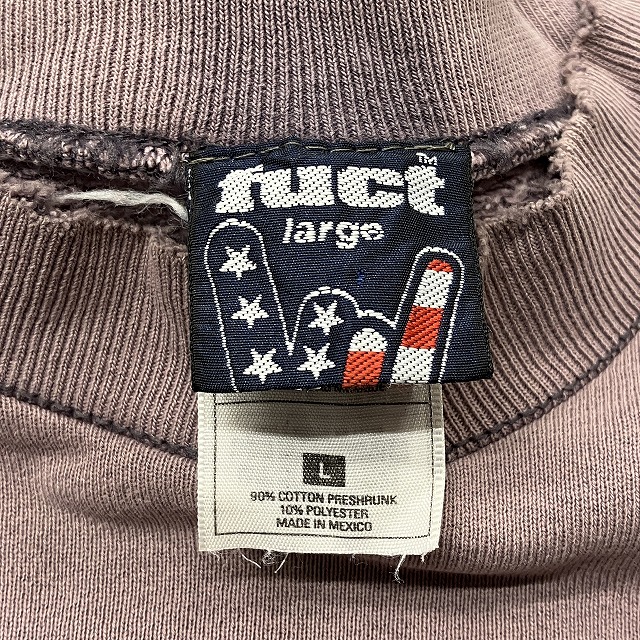 fuct™
large
L
90% COTTON PRESHRUNK
10% POLYESTER
MADE IN MEXICO